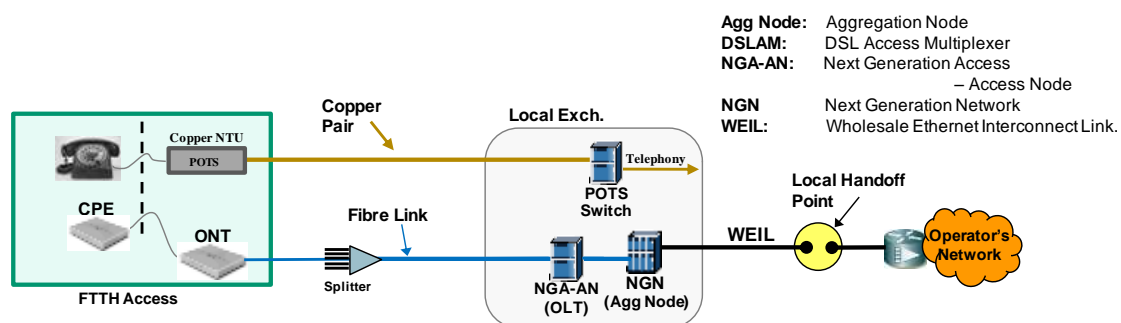 Agg Node: Aggregation Node
DSLAM: DSL Access Multiplexer
NGA-AN: Next Generation Access
– Access Node
NGN Next Generation Network
WEIL: Wholesale Ethernet Interconnect Link.
Copper
Pair
Local Exch.
Copper NTU
POTS
Telephony
POTS
Switch
Local Handoff
Point
CPE
ONT
Fibre Link
WEIL
Operator's
Network
Splitter
NGA-AN
(OLT)
NGN
(Agg Node)
FTTH Access